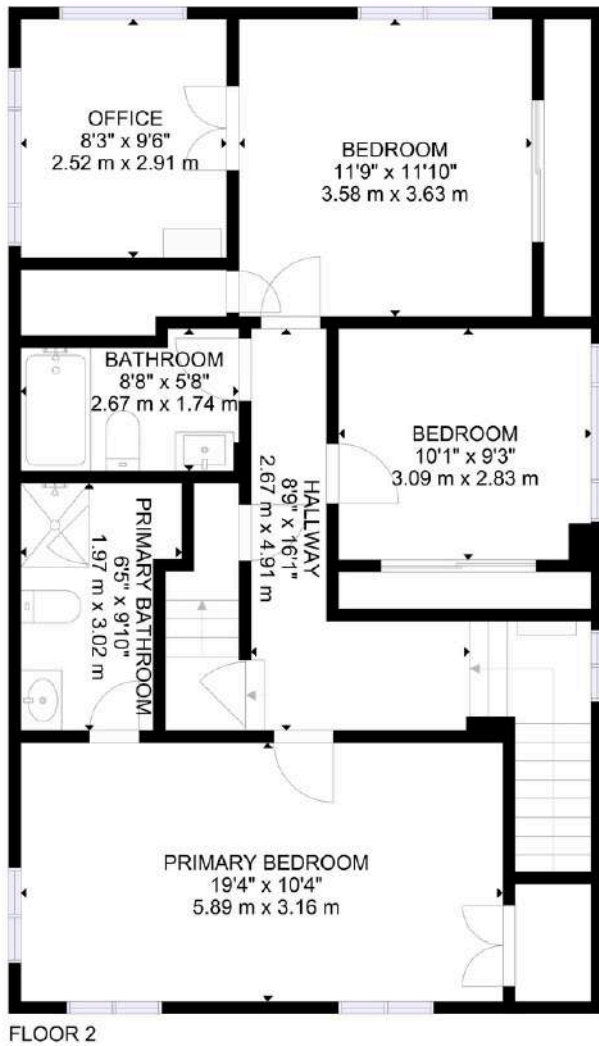 OFFICE
8'3" x 9'6"
2.52 m x 2.91 m
BEDROOM
11'9" x 11'10"
3.58 m x 3.63 m
BATHROOM
8'8" x 5'8"
2.67 m x 1.74 m
BEDROOM
10'1" x 9'3"
3.09 m x 2.83 m
HALLWAY
8'9" x 16'1"
2.67 m x 4.91 m
PRIMARY BATHROOM
6'5" x 9'10"
1.97 m x 3.02 m
PRIMARY BEDROOM
19'4" x 10'4"
5.89 m x 3.16 m
FLOOR 2